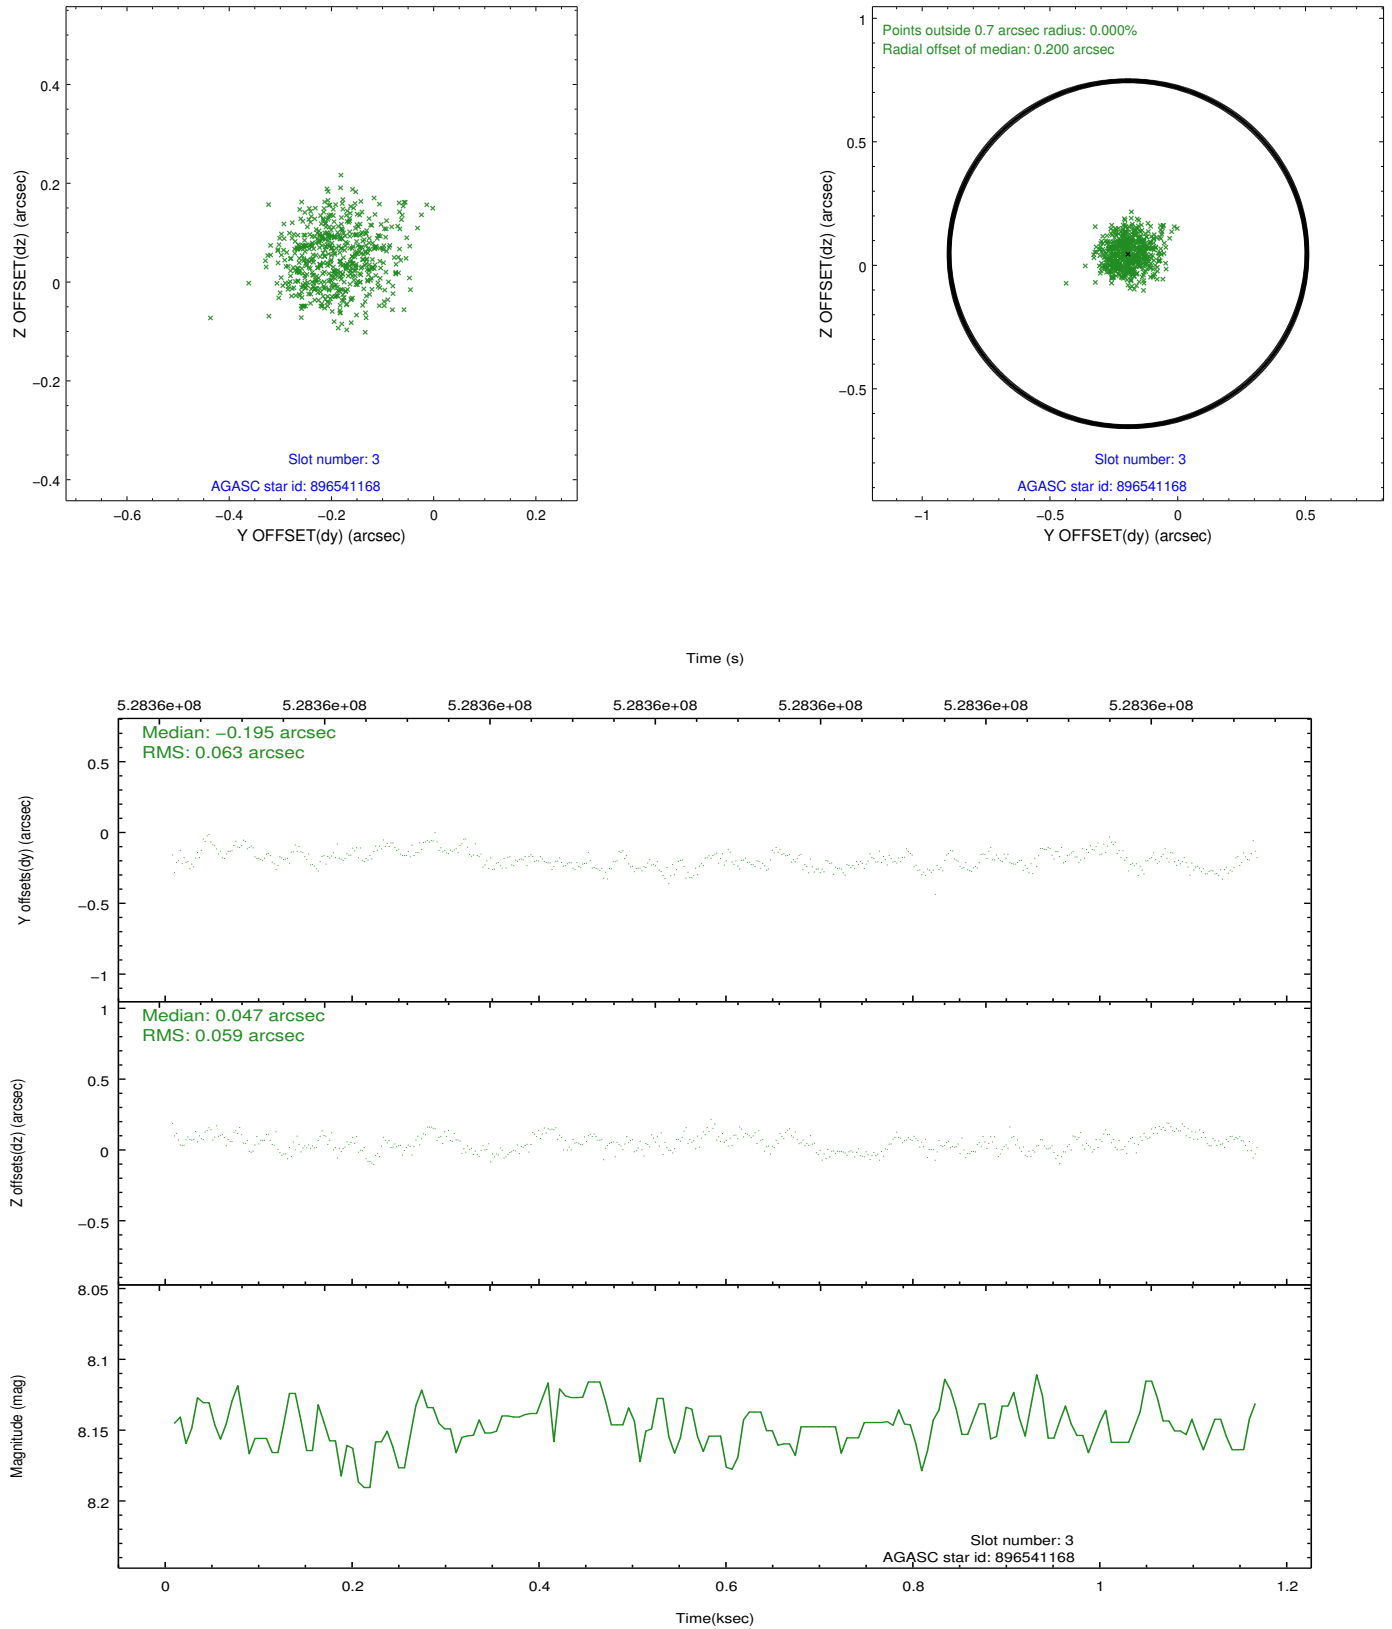 0.4
0.2
0
−0.2
−0.4
Z OFFSET(dz) (arcsec)
Slot number: 3
AGASC star id: 896541168
−0.6 −0.4 −0.2 0 0.2
Y OFFSET(dy) (arcsec)
1
0.5
0
−0.5
Z OFFSET(dz) (arcsec)
Points outside 0.7 arcsec radius: 0.000%
Radial offset of median: 0.200 arcsec
Slot number: 3
AGASC star id: 896541168
−1 −0.5 0 0.5
Y OFFSET(dy) (arcsec)
Time (s)
5.2836e+08 5.2836e+08 5.2836e+08 5.2836e+08 5.2836e+08 5.2836e+08 5.2836e+08
Median: −0.195 arcsec
RMS: 0.063 arcsec
0.5
0
−0.5
−1
Y offsets(dy) (arcsec)
Median: 0.047 arcsec
RMS: 0.059 arcsec
1
0.5
0
−0.5
Z offsets(dz) (arcsec)
8.05
8.1
8.15
8.2
Magnitude (mag)
Slot number: 3
AGASC star id: 896541168
0 0.2 0.4 0.6 0.8 1 1.2
Time(ksec)